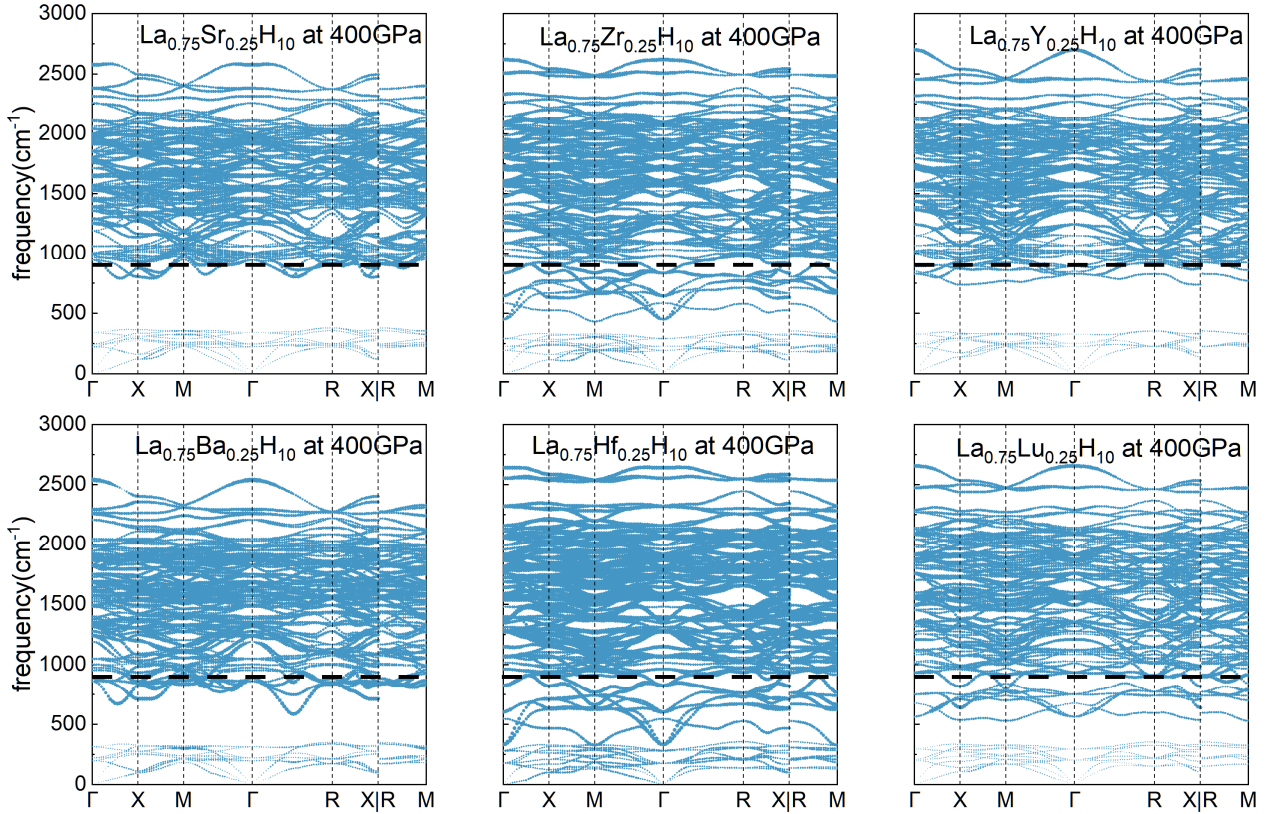 La0.75Sr0.25H10 at 400GPa
La0.75Zr0.25H10 at 400GPa
La0.75Y0.25H10 at 400GPa
frequency(cm-1)
3000
2500
2000
1500
1000
500
0
Γ X M Γ R X|R M
Γ X M Γ R X|R M
Γ X M Γ R X|R M
La0.75Ba0.25H10 at 400GPa
La0.75Hf0.25H10 at 400GPa
La0.75Lu0.25H10 at 400GPa
frequency(cm-1)
3000
2500
2000
1500
1000
500
0
Γ X M Γ R X|R M
Γ X M Γ R X|R M
Γ X M Γ R X|R M